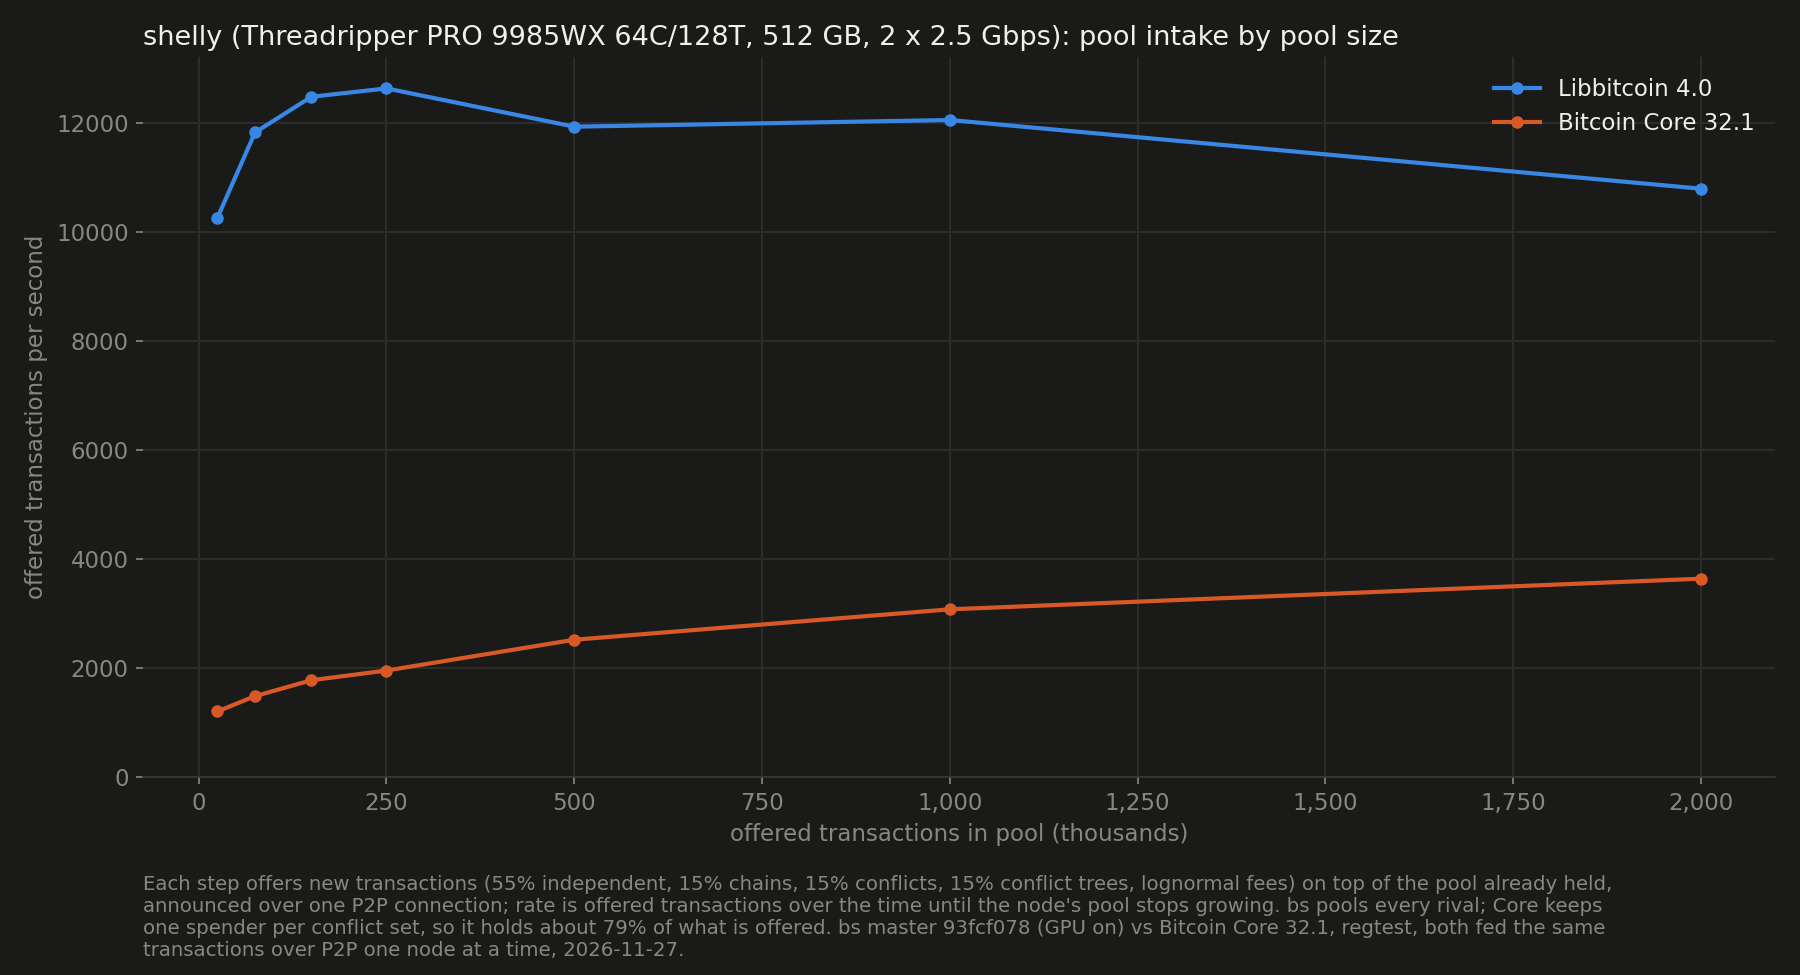 shelly (Threadripper PRO 9985WX 64C/128T, 512 GB, 2 x 2.5 Gbps): pool intake by pool size
Libbitcoin 4.0
Bitcoin Core 32.1
offered transactions per second
12000
10000
8000
6000
4000
2000
0
0 250 500 750 1,000 1,250 1,500 1,750 2,000
offered transactions in pool (thousands)
Each step offers new transactions (55% independent, 15% chains, 15% conflicts, 15% conflict trees, lognormal fees) on top of the pool already held,
announced over one P2P connection; rate is offered transactions over the time until the node's pool stops growing. bs pools every rival; Core keeps
one spender per conflict set, so it holds about 79% of what is offered. bs master 93fcf078 (GPU on) vs Bitcoin Core 32.1, regtest, both fed the same
transactions over P2P one node at a time, 2026-11-27.